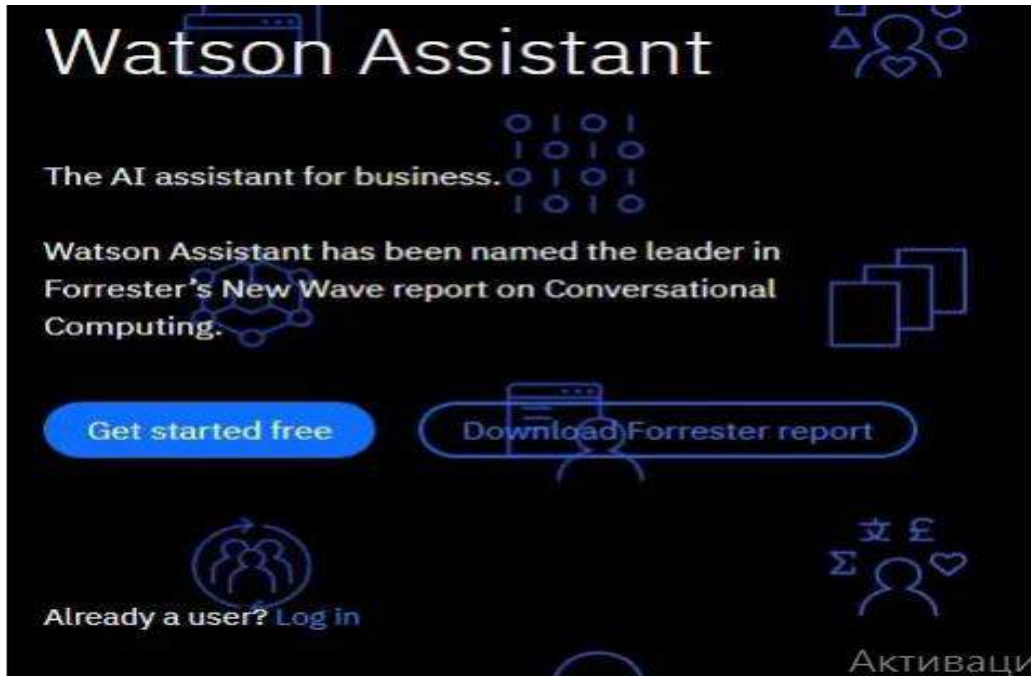 Watson Assistant
The AI assistant for business.
Watson Assistant has been named the leader in
Forrester's New Wave report on Conversational
Computing.
Get started free
Download Forrester report
Already a user? Log in
Активаци